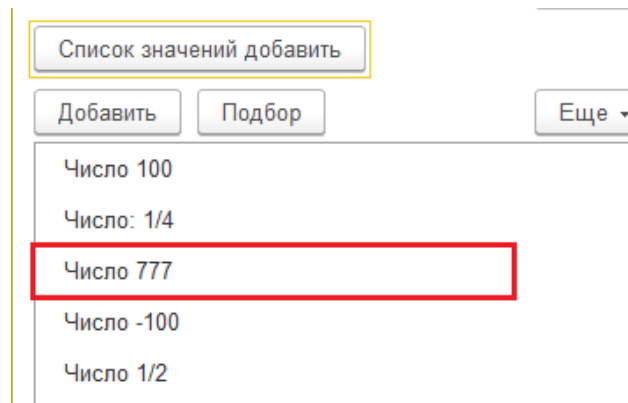 Список значений добавить
Добавить Подбор Еще
Число 100
Число: 1/4
Число 777
Число -100
Число 1/2